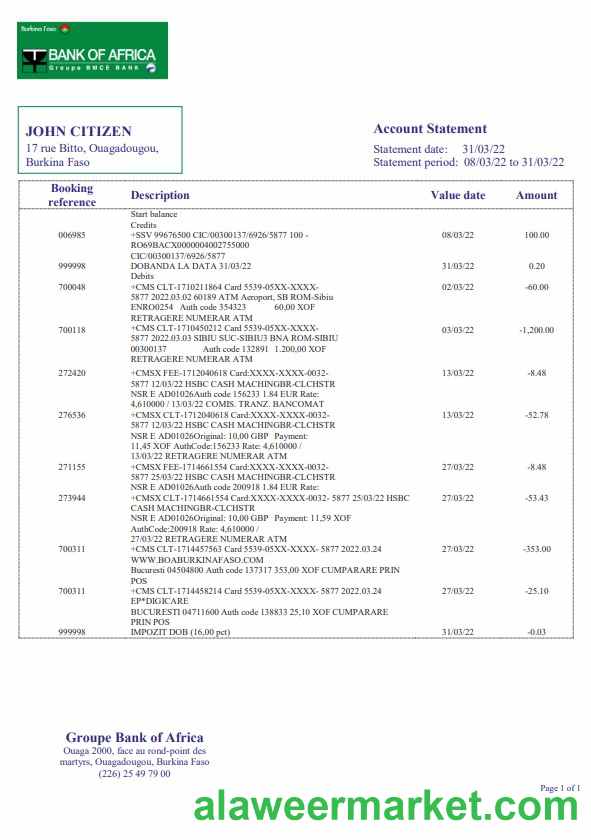 Burkina Faso
BANK OF AFRICA
Groupe BMCE BANK
JOHN CITIZEN
17 rue Bitto, Ouagadougou,
Burkina Faso
Account Statement
Statement date: 31/03/22
Statement period: 08/03/22 to 31/03/22
Booking reference Description Value date Amount
Start balance
Credits
006985 +SSV 99676500 CIC/00300137/6926/5877 100 - 08/03/22 100.00
RO69BACX0000004002755000
CIC/00300137/6926/5877
999998 DOBANDA LA DATA 31/03/22 31/03/22 0.20
Debits
700048 +CMS CLT-1710211864 Card 5539-05XX-XXXX- 02/03/22 -60.00
5877 2022.03.02 60189 ATM Aeroport, SB ROM-Sibiu
ENRO0254 Auth code 354323 60,00 XOF
RETRAGERE NUMERAR ATM
700118 +CMS CLT-1710450212 Card 5539-05XX-XXXX- 03/03/22 -1,200.00
5877 2022.03.03 SIBIU SUC-SIBIU3 BNA ROM-SIBIU
00300137 Auth code 132891 1.200,00 XOF
RETRAGERE NUMERAR ATM
272420 +CMSX FEE-1712040618 Card:XXXX-XXXX-0032- 13/03/22 -8.48
5877 12/03/22 HSBC CASH MACHINGBR-CLCHSTR
NSR E AD01026Auth code 156233 1.84 EUR Rate:
4,610000 / 13/03/22 COMIS. TRANZ. BANCOMAT
276536 +CMSX CLT-1712040618 Card:XXXX-XXXX-0032- 13/03/22 -52.78
5877 12/03/22 HSBC CASH MACHINGBR-CLCHSTR
NSR E AD01026Original: 10,00 GBP Payment:
11,45 XOF AuthCode:156233 Rate: 4,610000 /
13/03/22 RETRAGERE NUMERAR ATM
271155 +CMSX FEE-1714661554 Card:XXXX-XXXX-0032- 27/03/22 -8.48
5877 25/03/22 HSBC CASH MACHINGBR-CLCHSTR
NSR E AD01026Auth code 200918 1.84 EUR Rate:
273944 +CMSX CLT-1714661554 Card:XXXX-XXXX-0032- 5877 25/03/22 HSBC 27/03/22 -53.43
CASH MACHINGBR-CLCHSTR
NSR E AD01026Original: 10,00 GBP Payment: 11,59 XOF
AuthCode:200918 Rate: 4,610000 /
27/03/22 RETRAGERE NUMERAR ATM
700311 +CMS CLT-1714457563 Card 5539-05XX-XXXX- 5877 2022.03.24 27/03/22 -353.00
WWW.BOABURKINAFASO.COM
Bucuresti 04504800 Auth code 137317 353,00 XOF CUMPARARE PRIN
POS
700311 +CMS CLT-1714458214 Card 5539-05XX-XXXX- 5877 2022.03.24 27/03/22 -25.10
EP*DIGICARE
BUCURESTI 04711600 Auth code 138833 25,10 XOF CUMPARARE
PRIN POS
999998 IMPOZIT DOB (16,00 pct) 31/03/22 -0.03
Groupe Bank of Africa
Ouaga 2000, face au rond-point des
martyrs, Ouagadougou, Burkina Faso
(226) 25 49 79 00
Page 1 of 1
alaweermarket.com